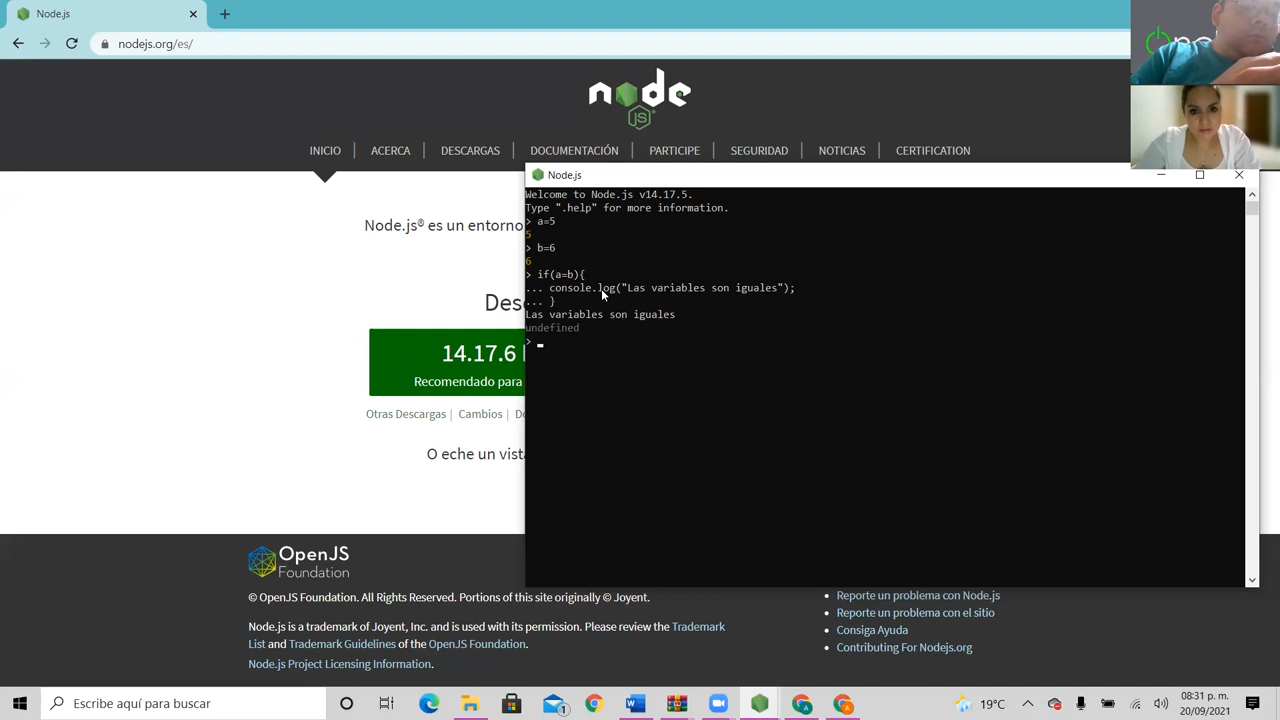 Node.js
nodejs.org/es/
node
JS
INICIO
ACERCA
DESCARGAS
DOCUMENTACIÓN
PARTICIPE
SEGURIDAD
NOTICIAS
CERTIFICATION
Node.js® es un entorno
14.17.6
Recomendado para
Otras Descargas
Cambios
O eche un
Node.js
Welcome to Node.js v14.17.5.
Type ".help" for more information.
> a=5
5
> b=6
6
> if(a=b){
... console.log("Las variables son iguales");
... }
Las variables son iguales
undefined
>
OpenJS
Foundation
© OpenJS Foundation. All Rights Reserved. Portions of this site originally © Joyent.
Node.js is a trademark of Joyent, Inc. and is used with its permission. Please review the Trademark
List and Trademark Guidelines of the OpenJS Foundation.
Node.js Project Licensing Information.
Reporte un problema con Node.js
Reporte un problema con el sitio
Consiga Ayuda
Contributing For Nodejs.org
Escribe aquí para buscar
1
19°C
08:31 p. m.
20/09/2021